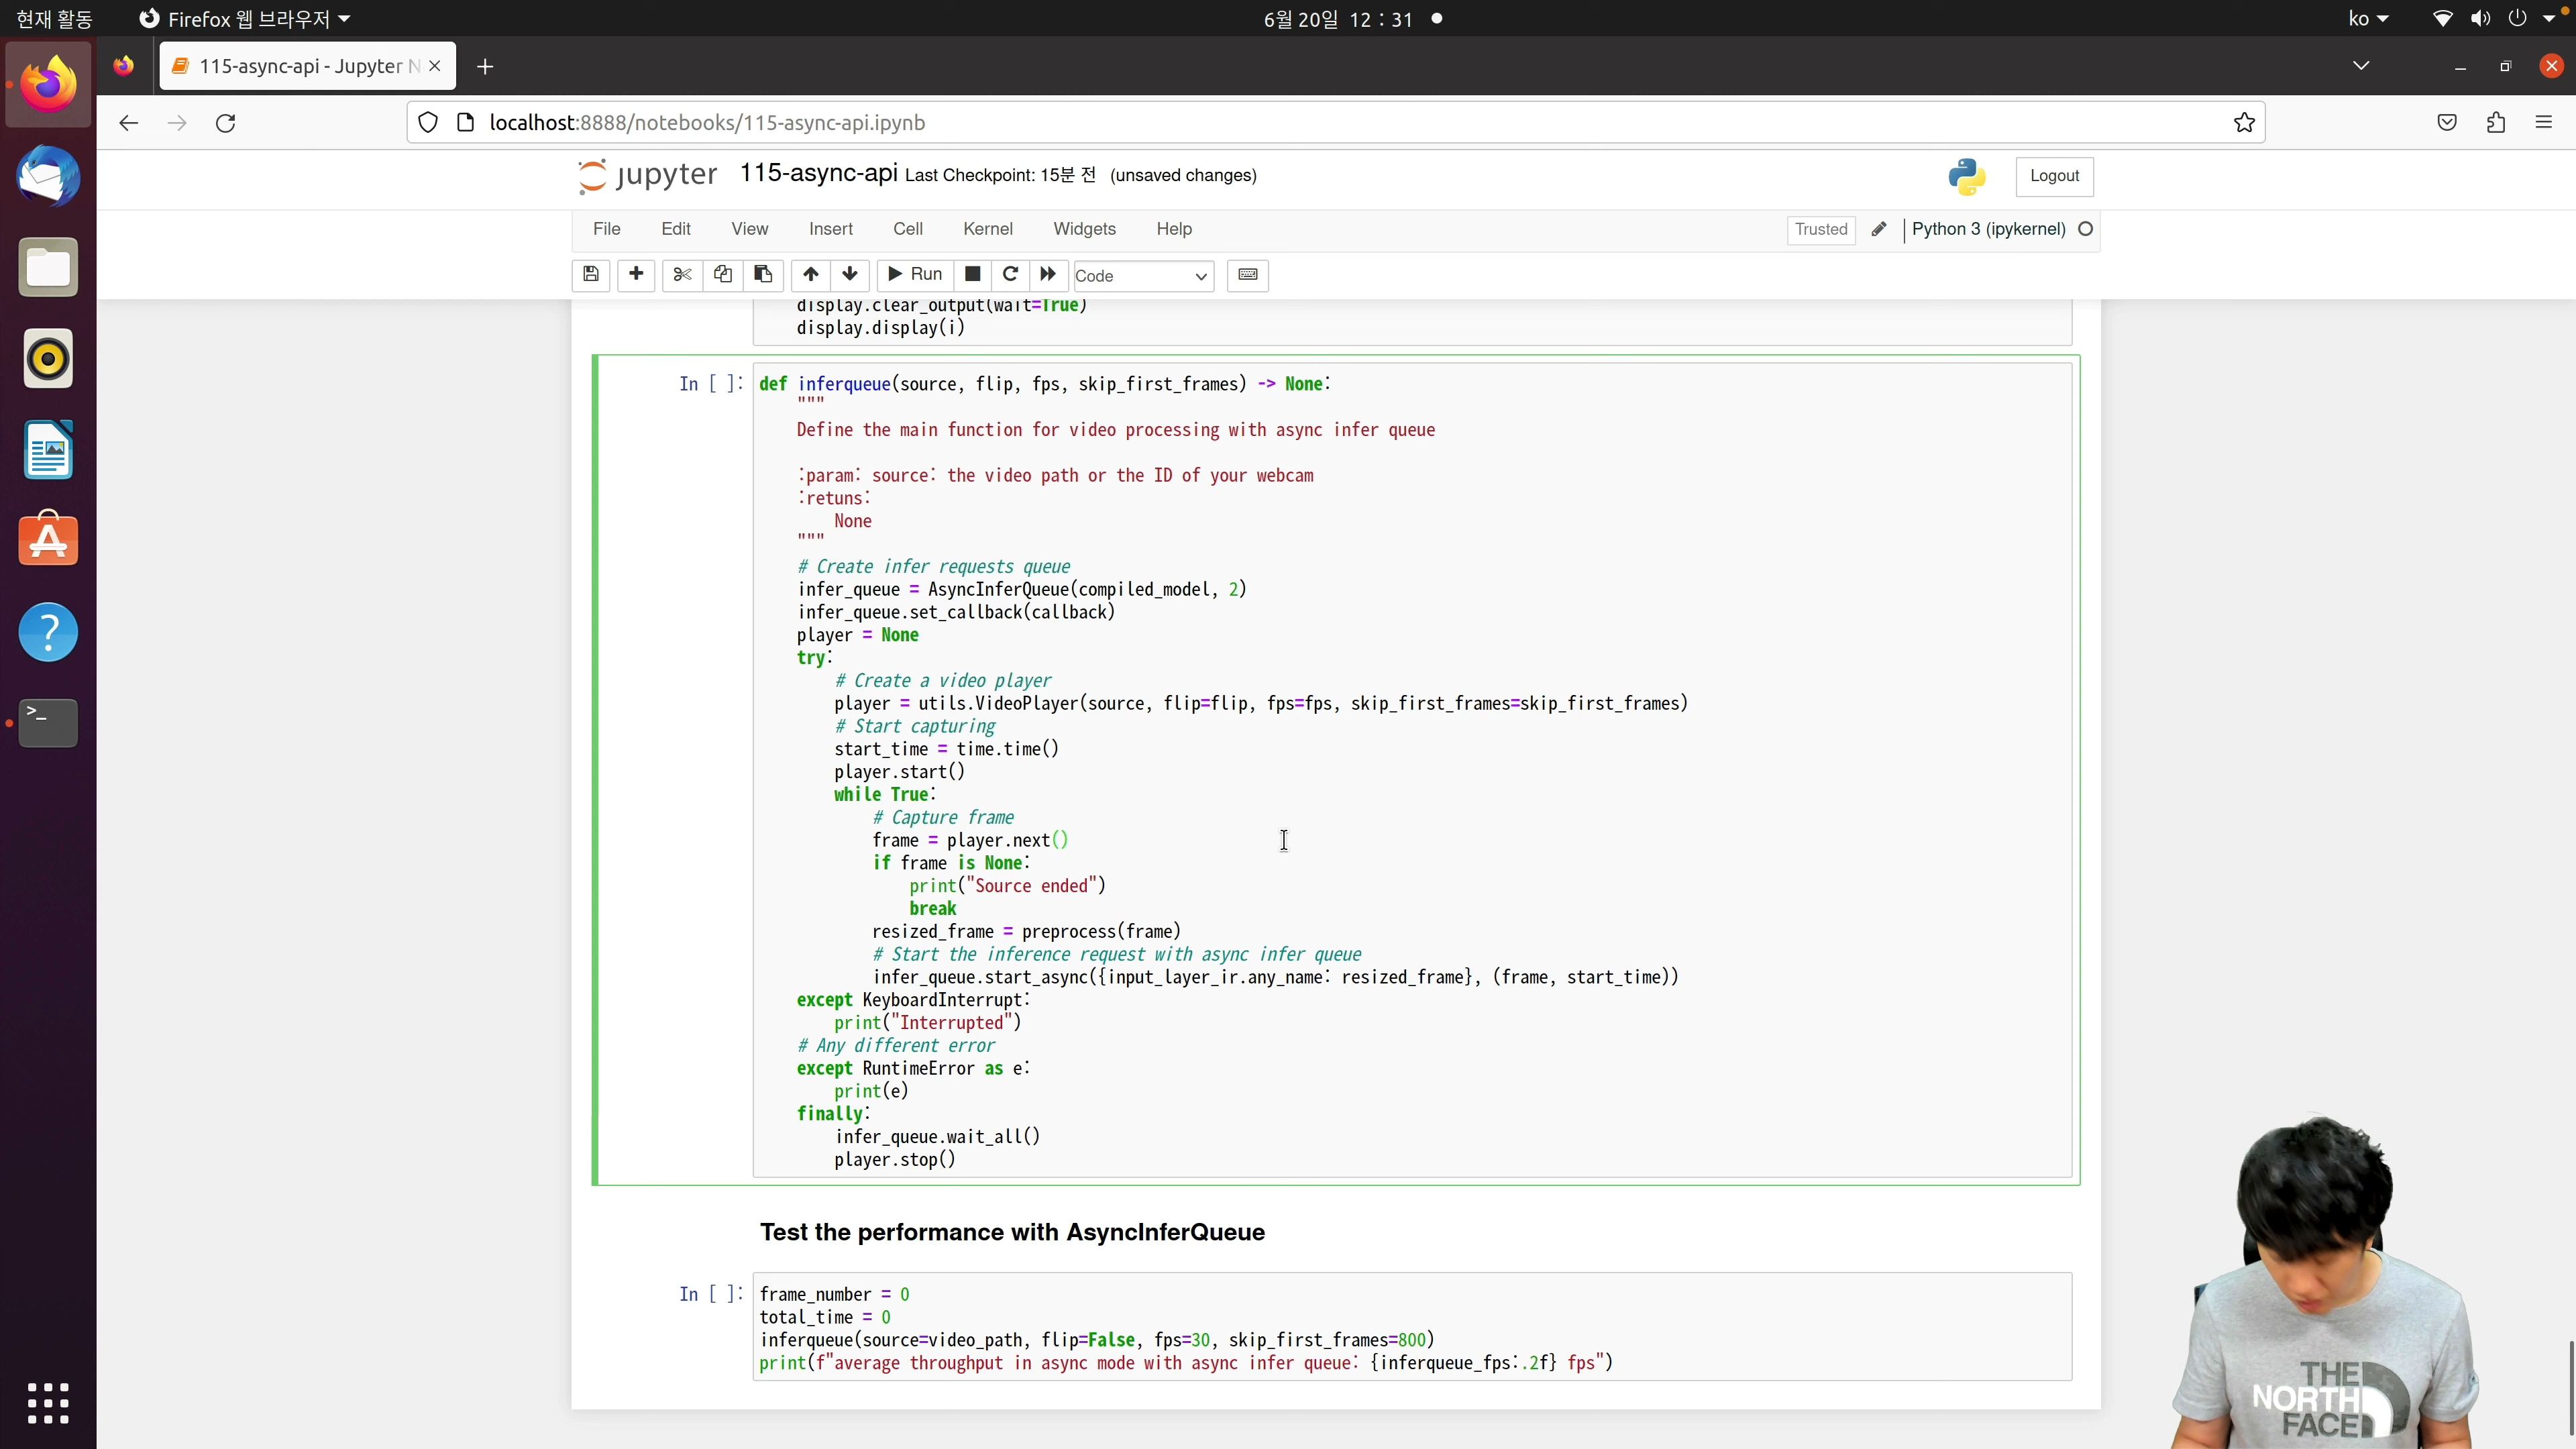 현재 활동
Firefox 웹 브라우저
6월 20일 12 : 31
ko
115-async-api - Jupyter N
localhost:8888/notebooks/115-async-api.ipynb
jupyter
115-async-api Last Checkpoint: 15분 전 (unsaved changes)
Logout
File Edit View Insert Cell Kernel Widgets Help
Trusted
Python 3 (ipykernel)
Run
Code
display.clear_output(wait=True)
display.display(i)
In [ ]:
def inferqueue(source, flip, fps, skip_first_frames) -> None:
"""
Define the main function for video processing with async infer queue
:param: source: the video path or the ID of your webcam
:retuns:
None
"""
# Create infer requests queue
infer_queue = AsyncInferQueue(compiled_model, 2)
infer_queue.set_callback(callback)
player = None
try:
# Create a video player
player = utils.VideoPlayer(source, flip=flip, fps=fps, skip_first_frames=skip_first_frames)
# Start capturing
start_time = time.time()
player.start()
while True:
# Capture frame
frame = player.next()
if frame is None:
print("Source ended")
break
resized_frame = preprocess(frame)
# Start the inference request with async infer queue
infer_queue.start_async({input_layer_ir.any_name: resized_frame}, (frame, start_time))
except KeyboardInterrupt:
print("Interrupted")
# Any different error
except RuntimeError as e:
print(e)
finally:
infer_queue.wait_all()
player.stop()
Test the performance with AsyncInferQueue
In [ ]:
frame_number = 0
total_time = 0
inferqueue(source=video_path, flip=False, fps=30, skip_first_frames=800)
print(f"average throughput in async mode with async infer queue: {inferqueue_fps:.2f} fps")
THE
NORTH
FACE